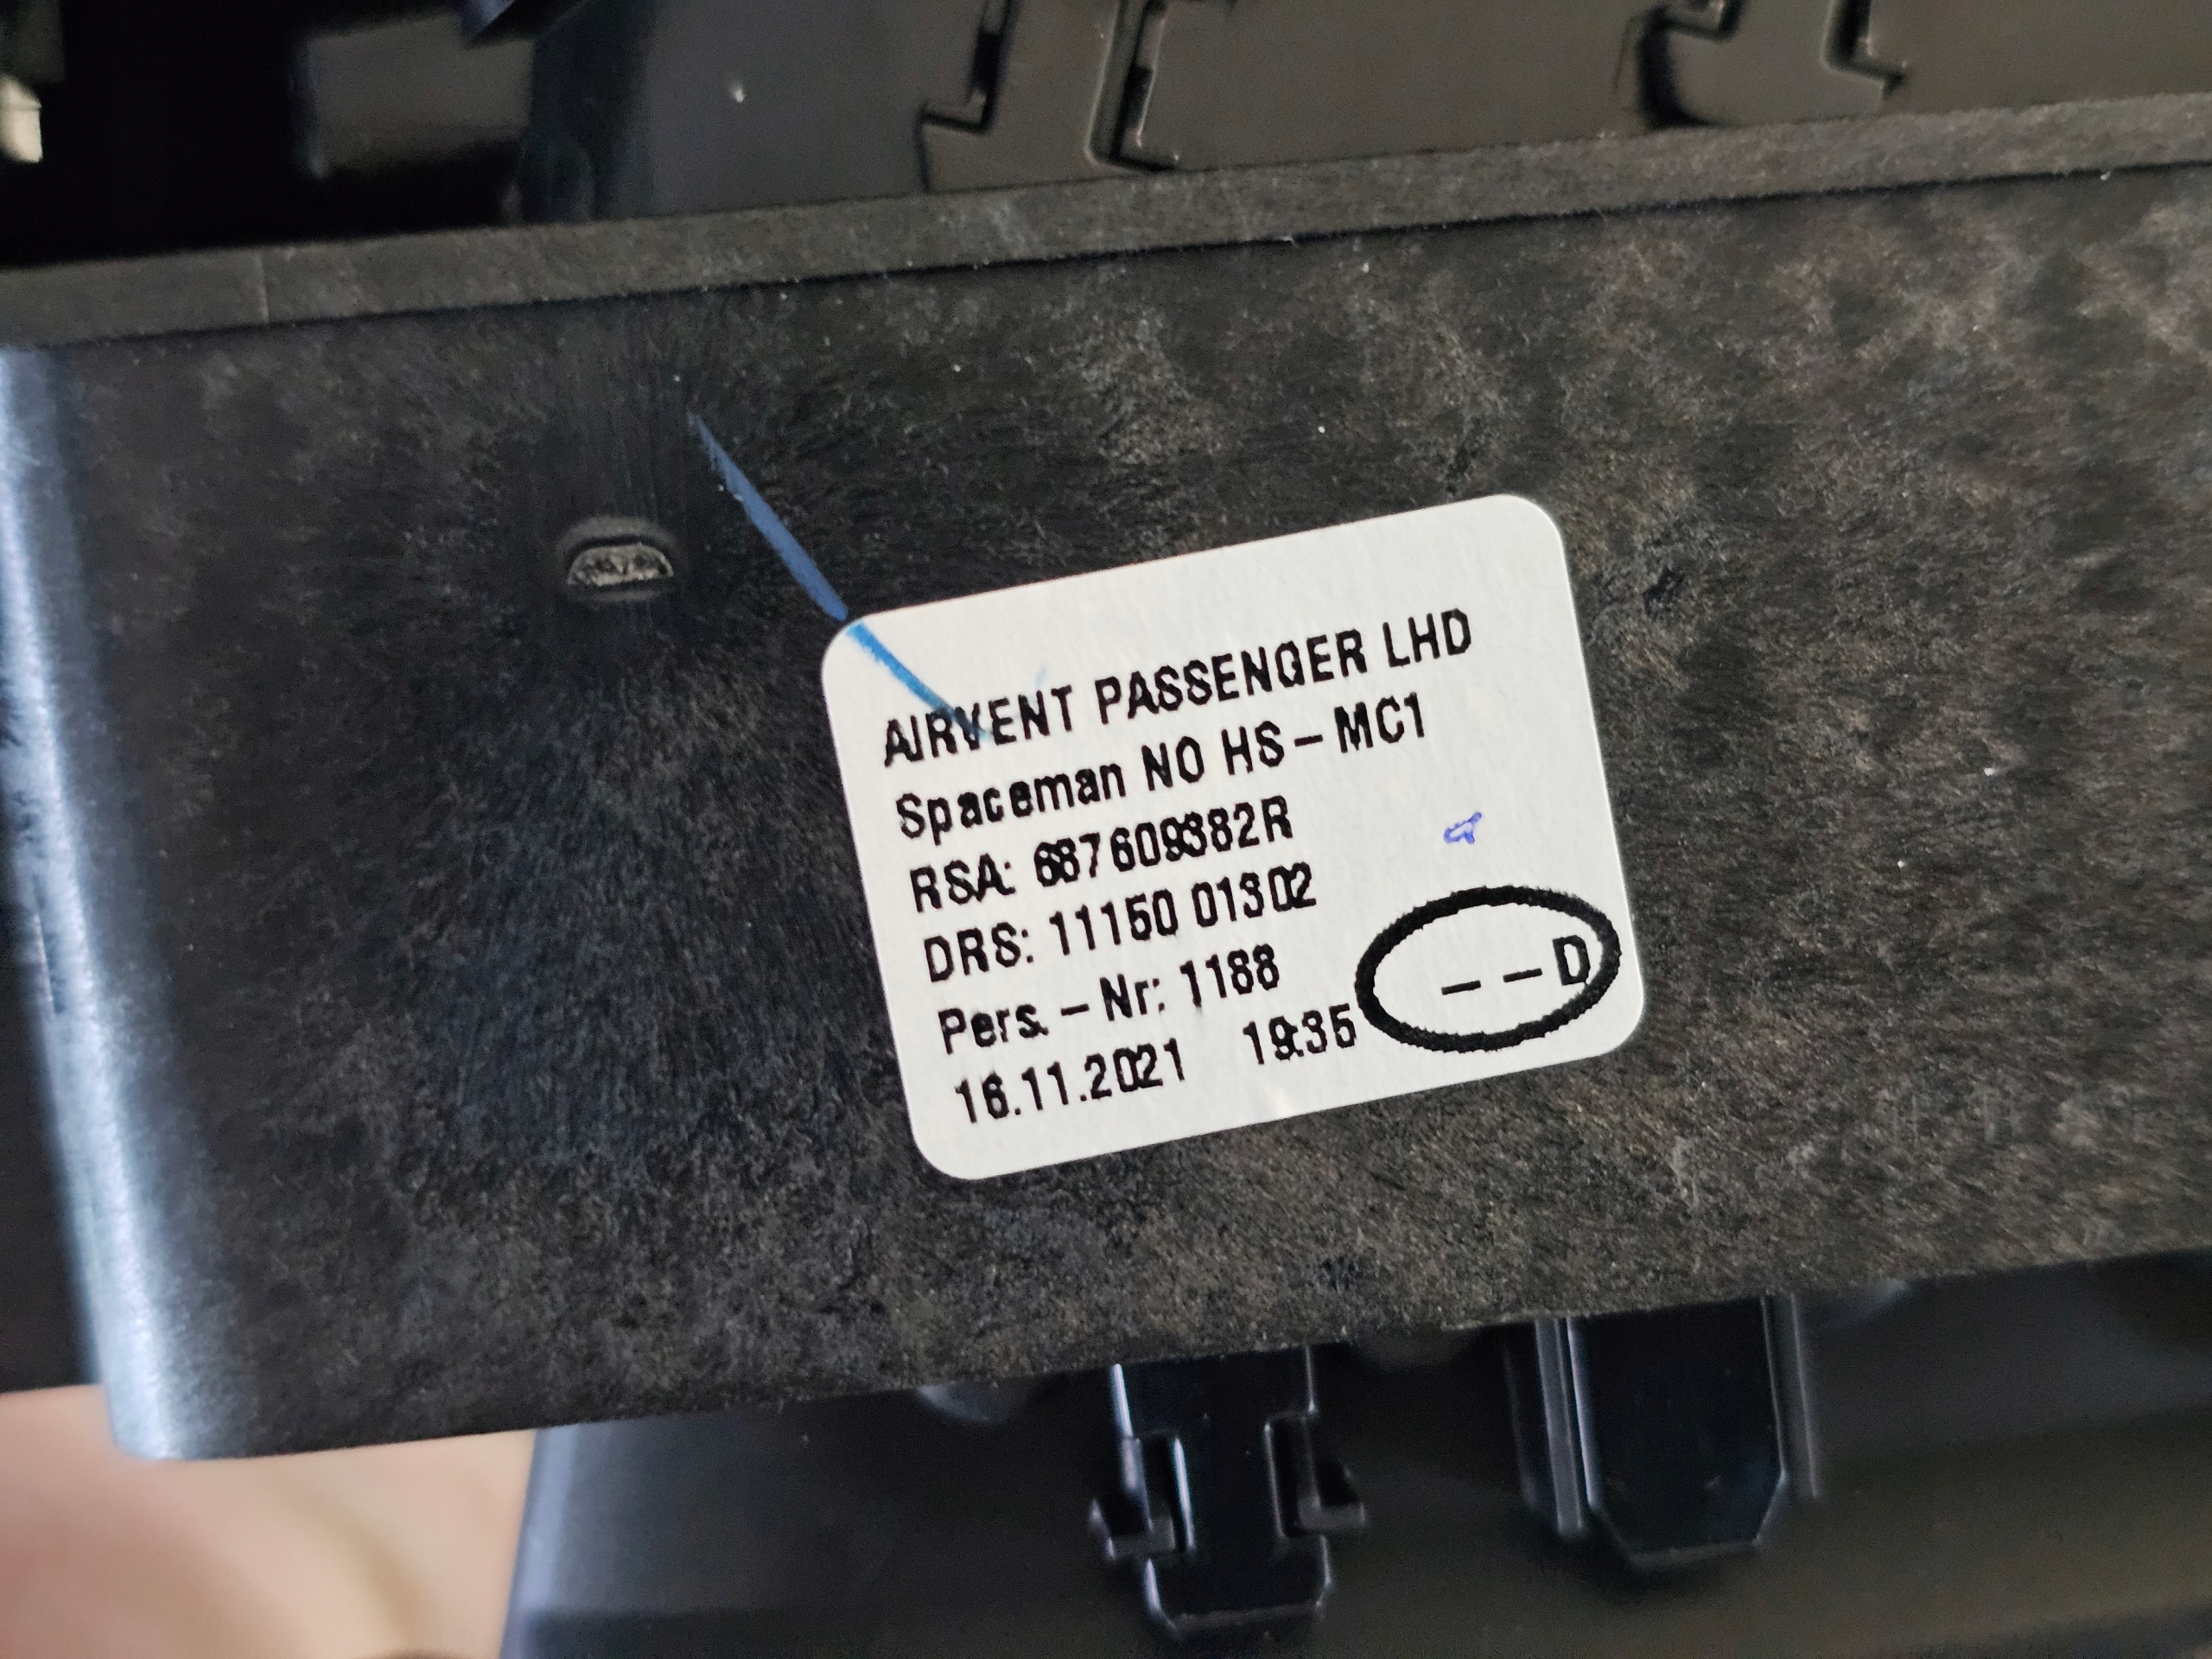 AIRVENT PASSENGER LHD
Spaceman NO HS - MC1
RSA: 687609382R
DRS: 11150 01302
Pers. - Nr: 1188
16.11.2021 19:35
- - D